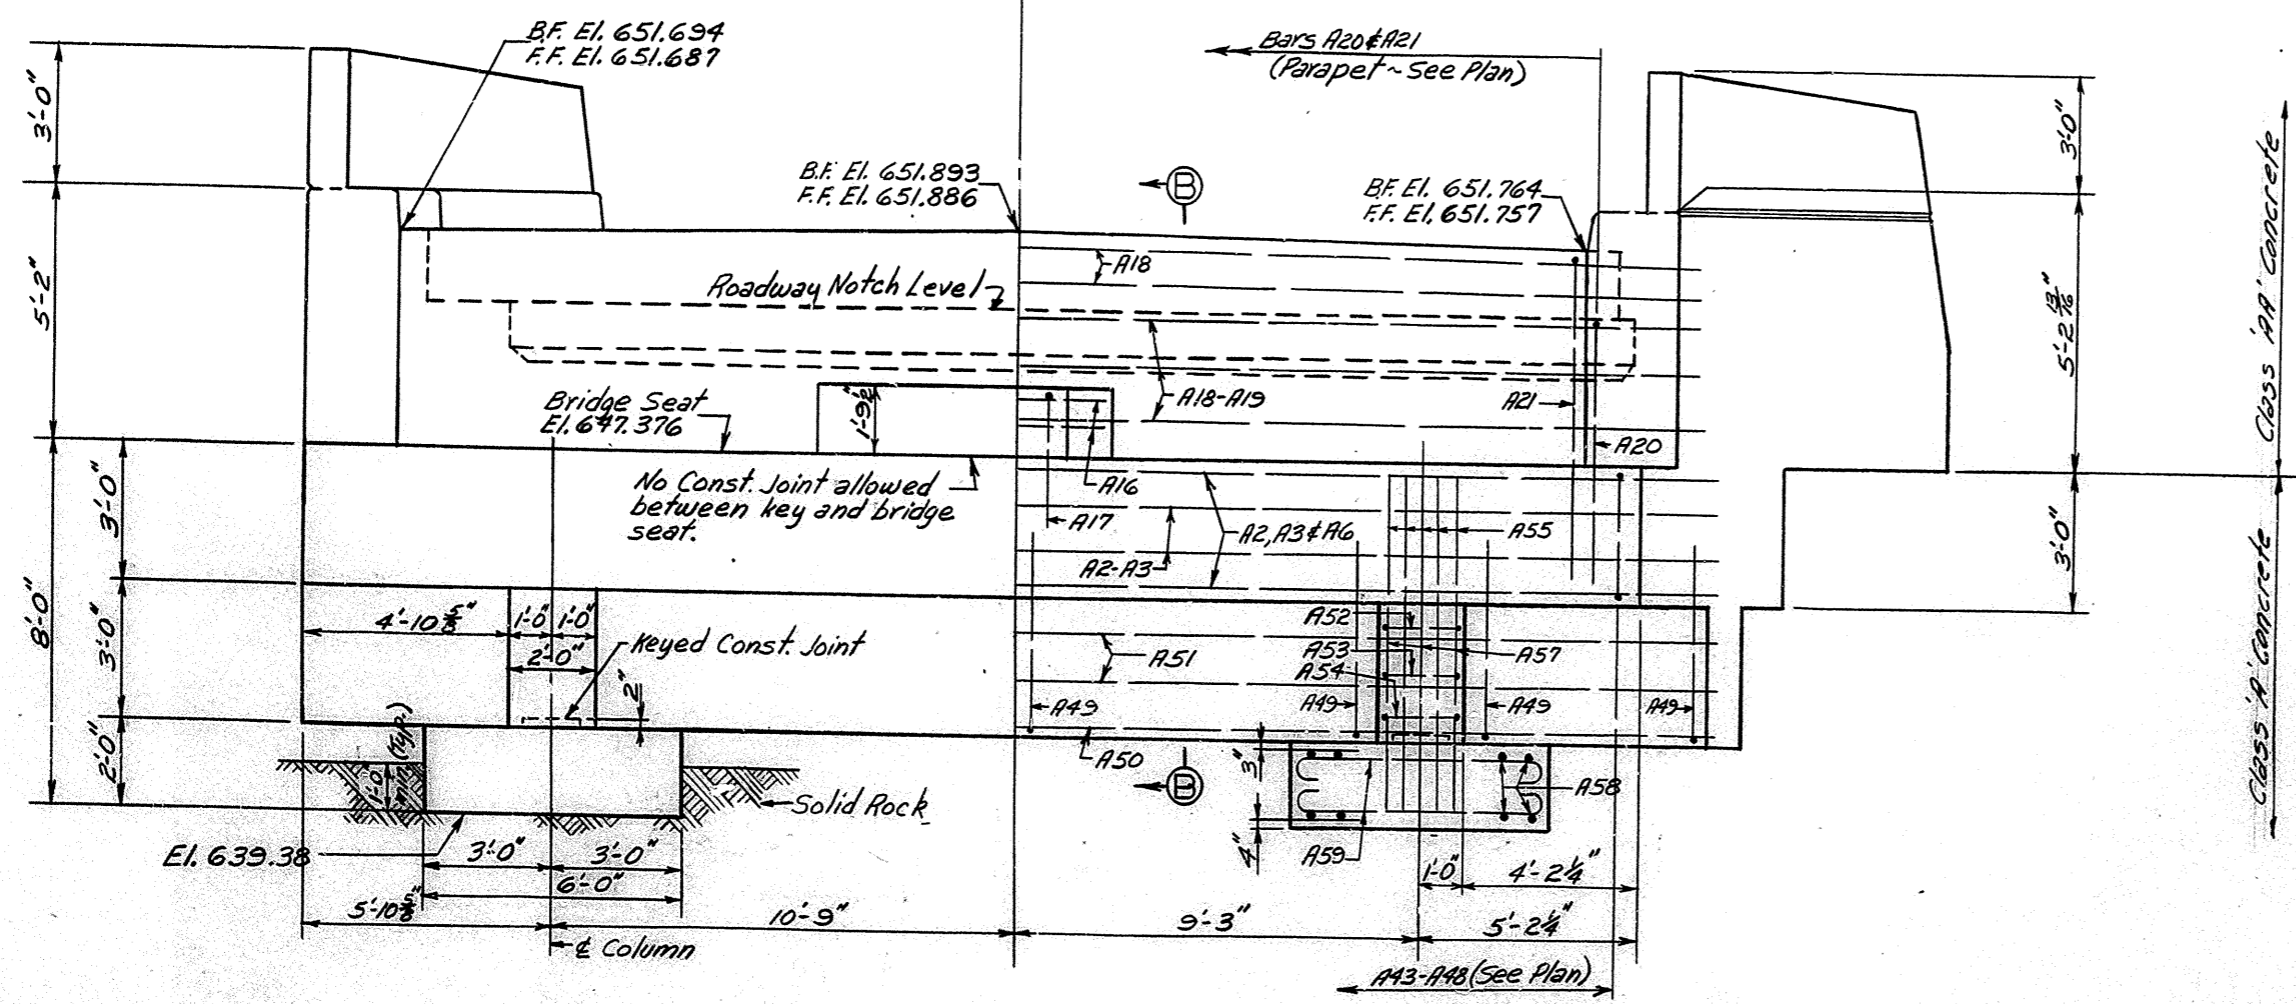 B.F. El. 651.694
F.F. El. 651.687
Bars A20 & A21
(Parapet ~ See Plan)
3'-0"
3'-0"
B.F. El. 651.893
F.F. El. 651.886
B
B.F. El. 651.764
F.F. El. 651.757
Class 'AA' Concrete
A18
5'-2"
Roadway Notch Level
5'-2 13/16"
A18-A19
A21
Bridge Seat
El. 647.376
1'-9½"
A20
No Const. Joint allowed
between key and bridge
seat.
A16
A17
A2, A3 & A6
A55
A2-A3
3'-0"
3'-0"
8'-0"
4'-10 5/8"
1'-0"
1'-0"
2'-0"
Keyed Const. Joint
3'-0"
A52
A53
A54
A51
A57
2"
A49
A49
A49
A49
Class 'A' Concrete
2'-0"
1'-0"
min. (Typ.)
A50
B
3"
A58
Solid Rock
El. 639.38
3'-0"
3'-0"
4"
A59
6'-0"
1'-0"
4'-2¼"
5'-10 5/8"
10'-9"
9'-3"
5'-2¼"
℄ Column
A43-A48 (See Plan)